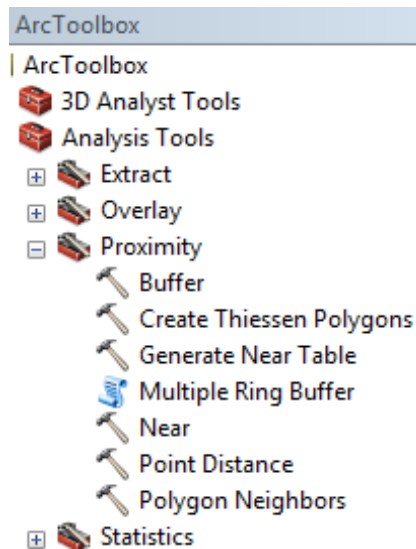 ArcToolbox
ArcToolbox
3D Analyst Tools
Analysis Tools
Extract
Overlay
Proximity
Buffer
Create Thiessen Polygons
Generate Near Table
Multiple Ring Buffer
Near
Point Distance
Polygon Neighbors
Statistics